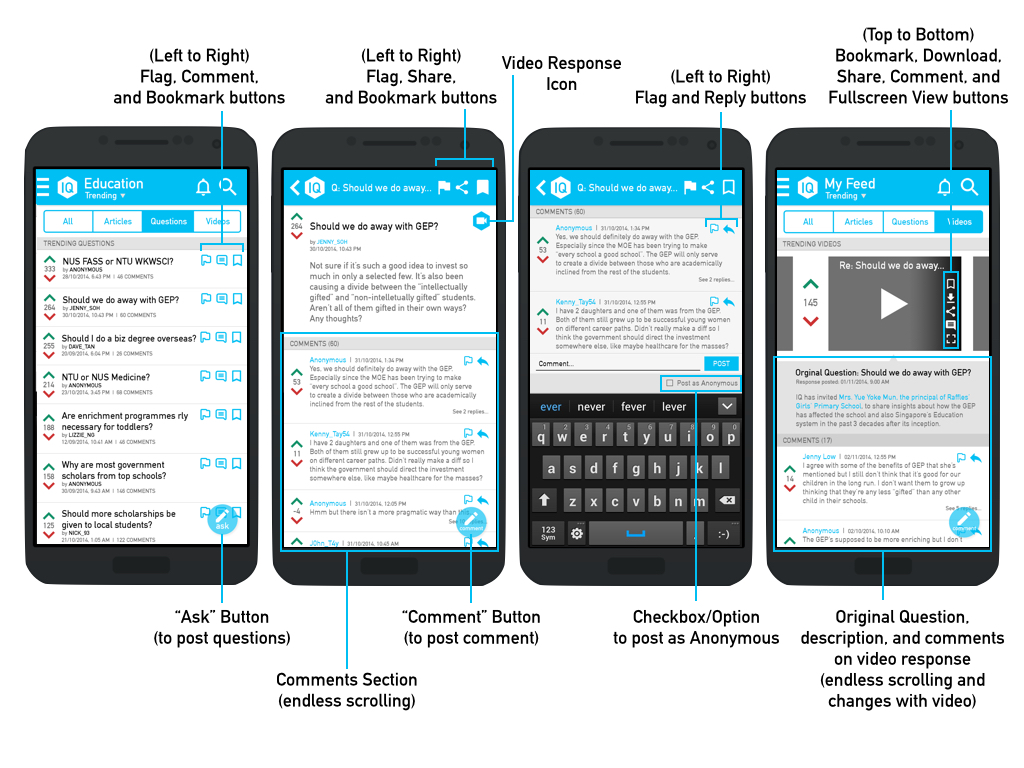 (Left to Right)
Flag, Comment,
and Bookmark buttons
(Left to Right)
Flag, Share,
and Bookmark buttons
Video Response
Icon
(Left to Right)
Flag and Reply buttons
(Top to Bottom)
Bookmark, Download,
Share, Comment, and
Fullscreen View buttons
IQ
Education
Trending
All
Articles
Questions
Videos
TRENDING QUESTIONS
333
NUS FASS or NTU WKWSCI?
by ANONYMOUS
28/10/2014, 6:43 PM | 46 COMMENTS
264
Should we do away with GEP?
by JENNY_SOH
30/10/2014, 10:43 PM | 60 COMMENTS
255
Should I do a biz degree overseas?
by DAVE_TAN
20/09/2014, 6:04 PM | 26 COMMENTS
214
NTU or NUS Medicine?
by ANONYMOUS
23/10/2014, 3:45 PM | 88 COMMENTS
188
Are enrichment programmes rly
necessary for toddlers?
by LIZZIE_NG
12/09/2014, 10:41 AM | 48 COMMENTS
158
Why are most government
scholars from top schools?
by ANONYMOUS
30/09/2014, 9:43 AM | 146 COMMENTS
125
Should more scholarships be
given to local students?
by NICK_93
21/10/2014, 1:05 AM | 122 COMMENTS
ask
IQ
Q: Should we do away...
264
Should we do away with GEP?
by JENNY_SOH
30/10/2014, 10:43 PM
Not sure if it's such a good idea to invest so
much in only a selected few. It's also been
causing a divide between the "intellectually
gifted" and "non-intelletually gifted" students.
Aren't all of them gifted in their own ways?
Any thoughts?
COMMENTS (60)
53
Anonymous | 31/10/2014, 1:34 PM
Yes, we should definitely do away with the GEP.
Especially since the MOE has been trying to make
"every school a good school". The GEP will only serve
to create a divide between those who are academically
inclined from the rest of the students.
See 2 replies...
11
Kenny_Tay54 | 31/10/2014, 12:55 PM
I have 2 daughters and one of them was from the GEP.
Both of them still grew up to be successful young women
on different career paths. Didn't really make a diff so I
think the government should direct the investment
somewhere else, like maybe healthcare for the masses?
-4
Anonymous | 31/10/2014, 12:05 PM
Hmm but there isn't a more pragmatic way than this
See
comment
J0hn_T4y | 31/10/2014, 10:45 AM
IQ
Q: Should we do away...
COMMENTS (60)
53
Anonymous | 31/10/2014, 1:34 PM
Yes, we should definitely do away with the GEP.
Especially since the MOE has been trying to make
"every school a good school". The GEP will only serve
to create a divide between those who are academically
inclined from the rest of the students.
See 2 replies...
11
Kenny_Tay54 | 31/10/2014, 12:55 PM
I have 2 daughters and one of them was from the GEP.
Both of them still grew up to be successful young women
on different career paths. Didn't really make a diff so I
think the government should direct the investment
somewhere else, like maybe healthcare for the masses?
Comment...
POST
Post as Anonymous
ever never fever lever
q w e r t y u i o p
a s d f g h j k l
z x c v b n m
123
Sym
, :-)
IQ
My Feed
Trending
All
Articles
Questions
Videos
TRENDING VIDEOS
145
Re: Should we do away...
Orginal Question: Should we do away with GEP?
Response posted: 01/11/2014, 9:00 AM
IQ has invited Mrs. Yue Yoke Mun, the principal of Raffles
Girls' Primary School, to share insights about how the GEP
has affected the school and also Singapore's Education
system in the past 3 decades after its inception.
COMMENTS (17)
14
Jenny Low | 02/11/2014, 12:55 PM
I agree with some of the benefits of GEP that she's
mentioned but I still don't think that it's good for our
children in the long run. I don't want them to grow up
thinking that they're any less "gifted" than any other
child in their schools.
See replies...
comment
Anonymous | 02/10/2014, 10:10 AM
The GEP's supposed to be more enriching but I don't
"Ask" Button
(to post questions)
"Comment" Button
(to post comment)
Comments Section
(endless scrolling)
Checkbox/Option
to post as Anonymous
Original Question,
description, and comments
on video response
(endless scrolling and
changes with video)